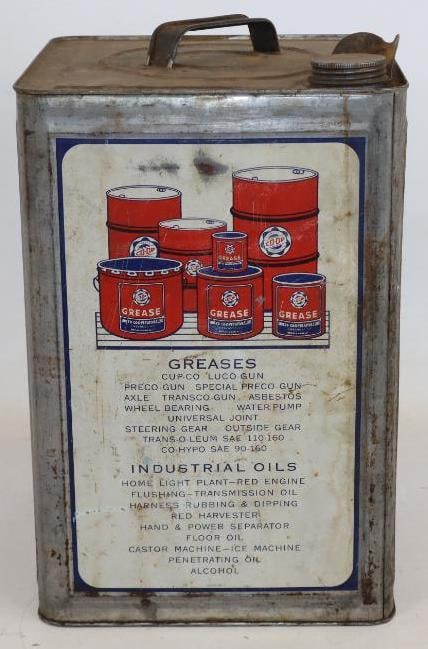 CO-OP
GREASE
GREASE
GREASE
GREASE
GREASES
CUP-CO LUCO-GUN
PRECO-GUN SPECIAL PRECO-GUN
AXLE TRANSCO-GUN ASBESTOS
WHEEL BEARING WATER PUMP
UNIVERSAL JOINT
STEERING GEAR OUTSIDE GEAR
TRANS-O-LEUM SAE 110-160
CO-HYPO SAE 90-160
INDUSTRIAL OILS
HOME LIGHT PLANT-RED ENGINE
FLUSHING-TRANSMISSION OIL
HARNESS RUBBING & DIPPING
RED HARVESTER
HAND & POWER SEPARATOR
FLOOR OIL
CASTOR MACHINE-ICE MACHINE
PENETRATING OIL
ALCOHOL